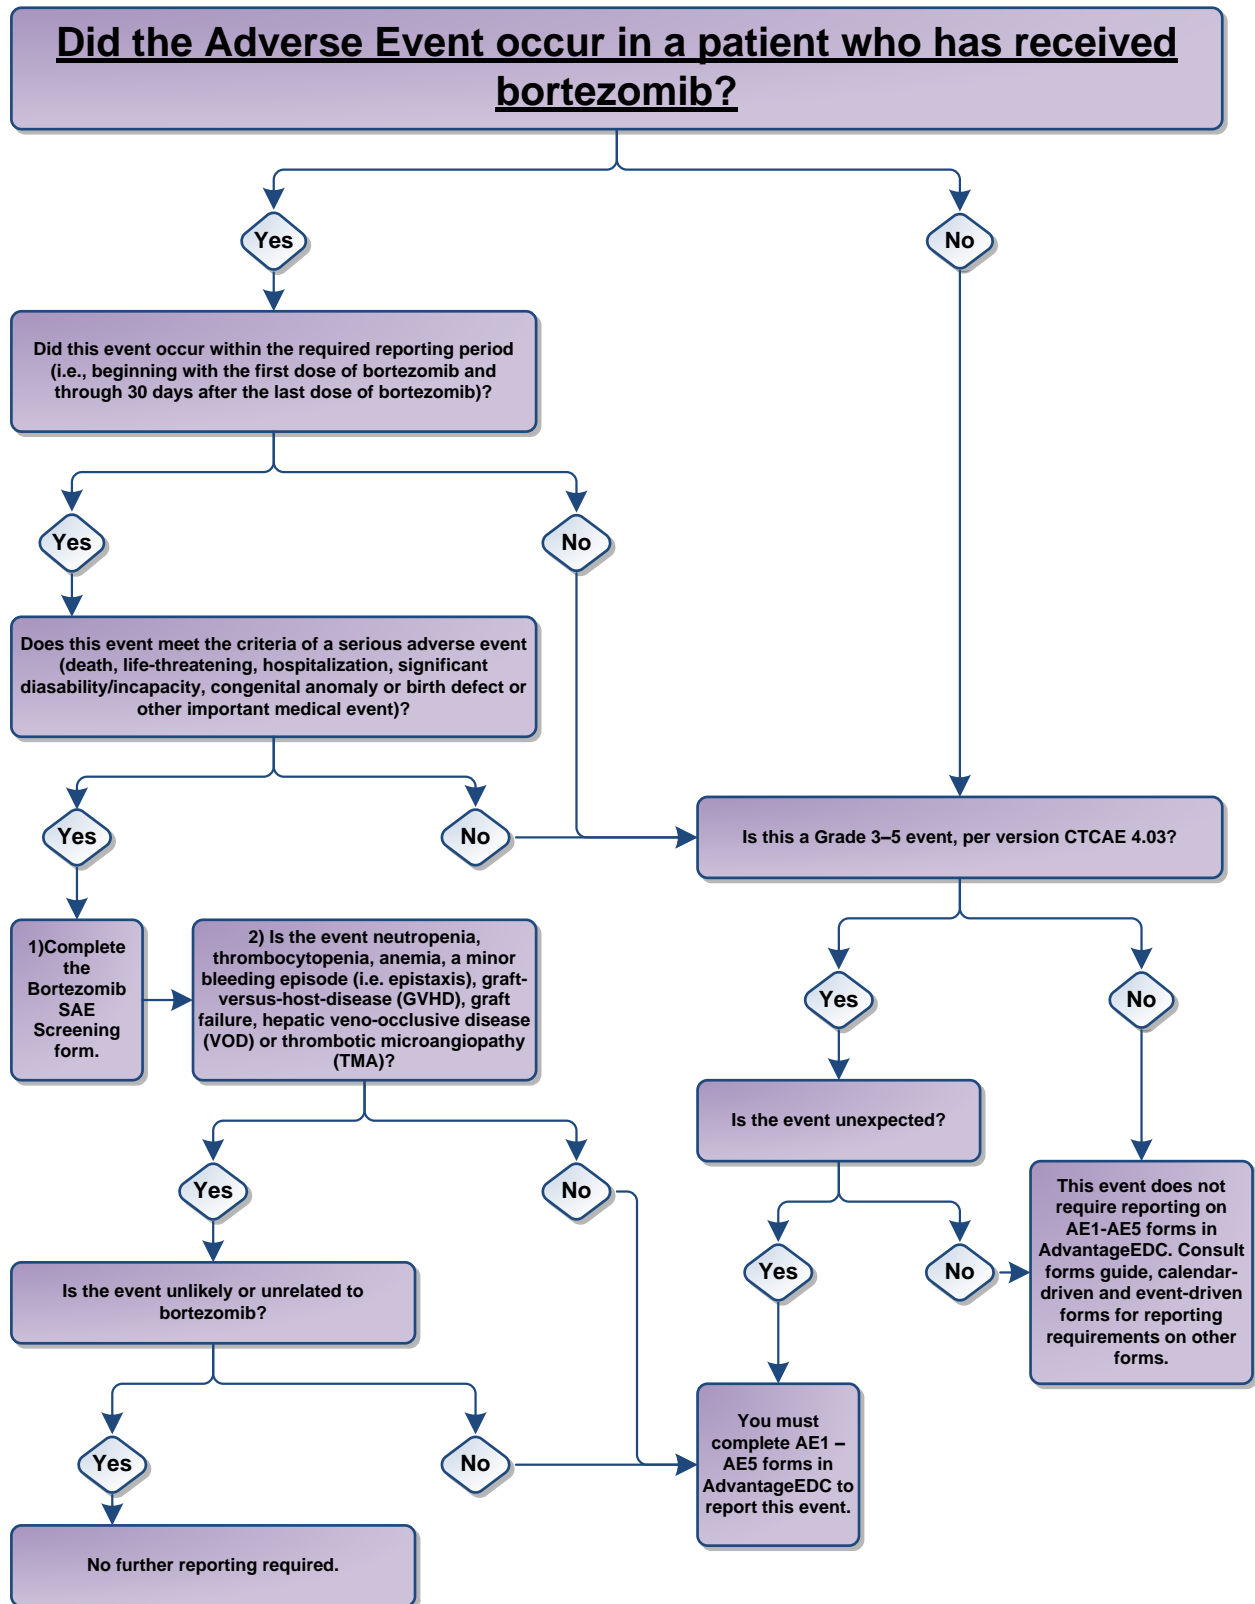 Did the Adverse Event occur in a patient who has received
bortezomib?
Yes
No
Did this event occur within the required reporting period
(i.e., beginning with the first dose of bortezomib and
through 30 days after the last dose of bortezomib)?
Yes
No
Does this event meet the criteria of a serious adverse event
(death, life-threatening, hospitalization, significant
diasability/incapacity, congenital anomaly or birth defect or
other important medical event)?
Yes
No
Is this a Grade 3–5 event, per version CTCAE 4.03?
1)Complete
the
Bortezomib
SAE
Screening
form.
2) Is the event neutropenia,
thrombocytopenia, anemia, a minor
bleeding episode (i.e. epistaxis), graft-
versus-host-disease (GVHD), graft
failure, hepatic veno-occlusive disease
(VOD) or thrombotic microangiopathy
(TMA)?
Yes
No
Is the event unexpected?
Yes
No
This event does not
require reporting on
AE1-AE5 forms in
AdvantageEDC. Consult
forms guide, calendar-
driven and event-driven
forms for reporting
requirements on other
forms.
Yes
No
Is the event unlikely or unrelated to
bortezomib?
Yes
No
You must
complete AE1 –
AE5 forms in
AdvantageEDC to
report this event.
Yes
No
No further reporting required.